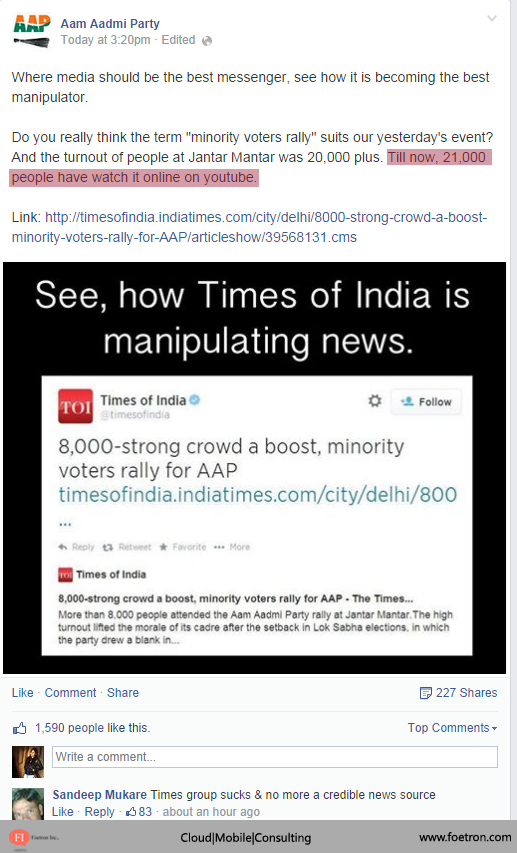 AAP
Aam Aadmi Party
Today at 3:20pm · Edited
Where media should be the best messenger, see how it is becoming the best
manipulator.
Do you really think the term "minority voters rally" suits our yesterday's event?
And the turnout of people at Jantar Mantar was 20,000 plus. Till now, 21,000
people have watch it online on youtube.
Link: http://timesofindia.indiatimes.com/city/delhi/8000-strong-crowd-a-boost-
minority-voters-rally-for-AAP/articleshow/39568131.cms
See, how Times of India is
manipulating news.
TOI
Times of India
@timesofindia
Follow
8,000-strong crowd a boost, minority
voters rally for AAP
timesofindia.indiatimes.com/city/delhi/800
...
Reply Retweet Favorite ••• More
TOI Times of India
8,000-strong crowd a boost, minority voters rally for AAP - The Times...
More than 8,000 people attended the Aam Aadmi Party rally at Jantar Mantar.The high
turnout lifted the morale of its cadre after the setback in Lok Sabha elections, in which
the party drew a blank in...
Like · Comment · Share 227 Shares
1,590 people like this. Top Comments
Write a comment...
Sandeep Mukare Times group sucks & no more a credible news source
Like · Reply · 83 · about an hour ago
FI Foetron Inc. Cloud|Mobile|Consulting www.foetron.com